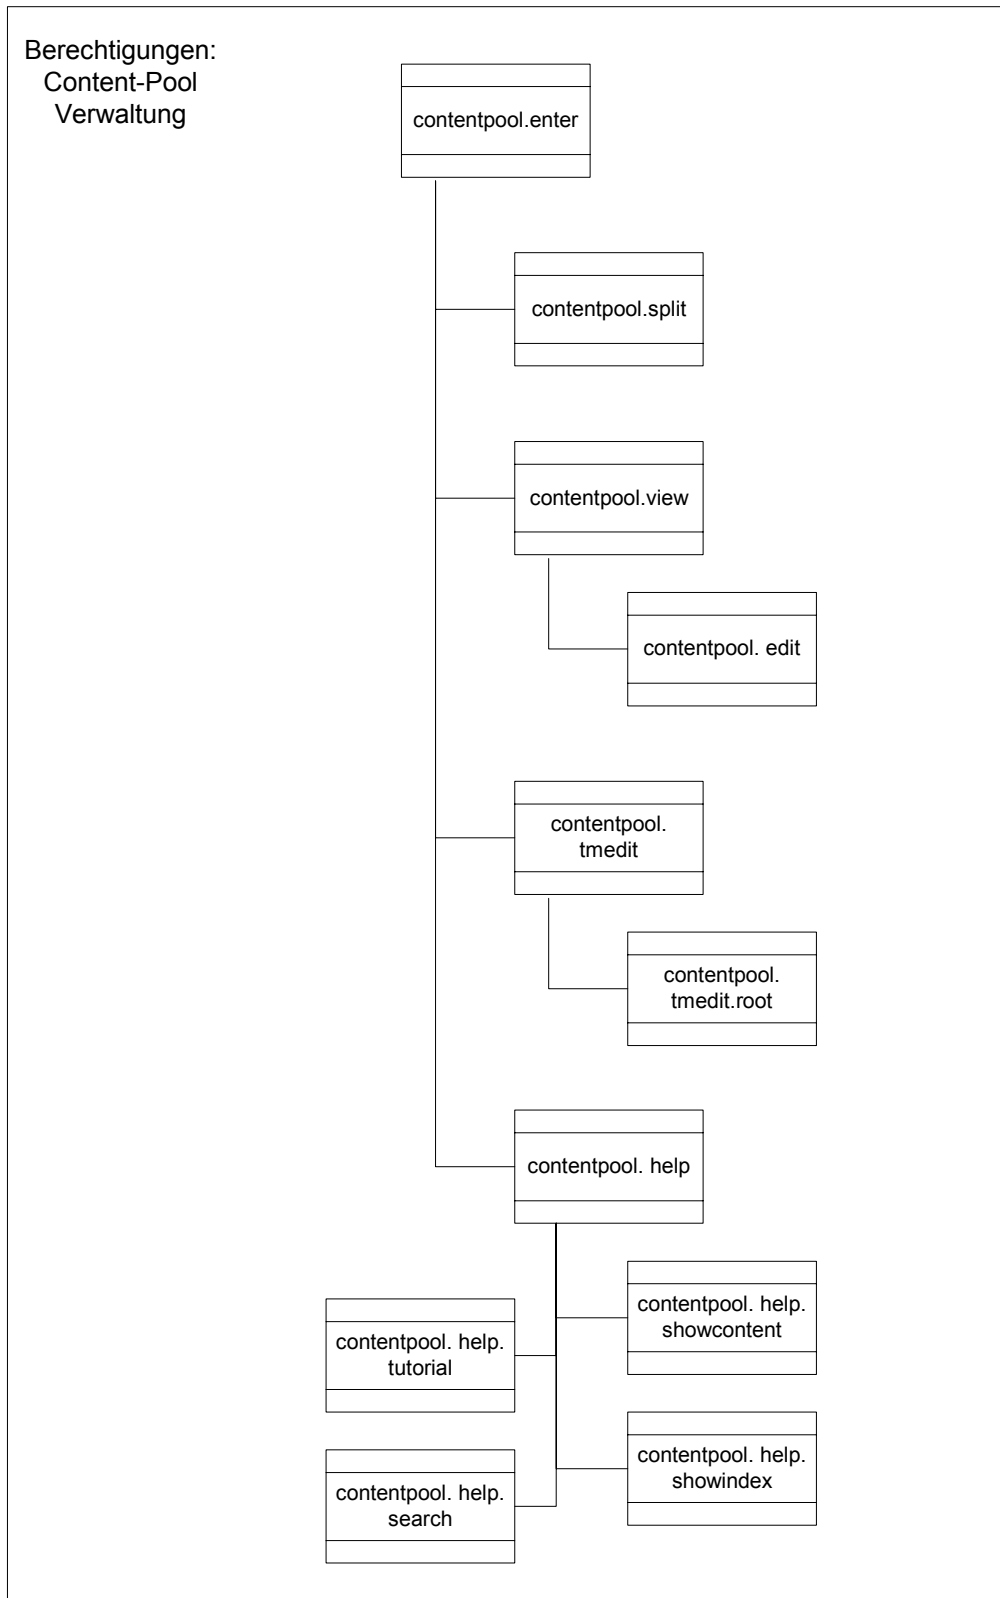 Berechtigungen:
Content-Pool
Verwaltung
contentpool.enter
contentpool.split
contentpool.view
contentpool. edit
contentpool.
tmedit
contentpool.
tmedit.root
contentpool. help
contentpool. help.
showcontent
contentpool. help.
tutorial
contentpool. help.
showindex
contentpool. help.
search